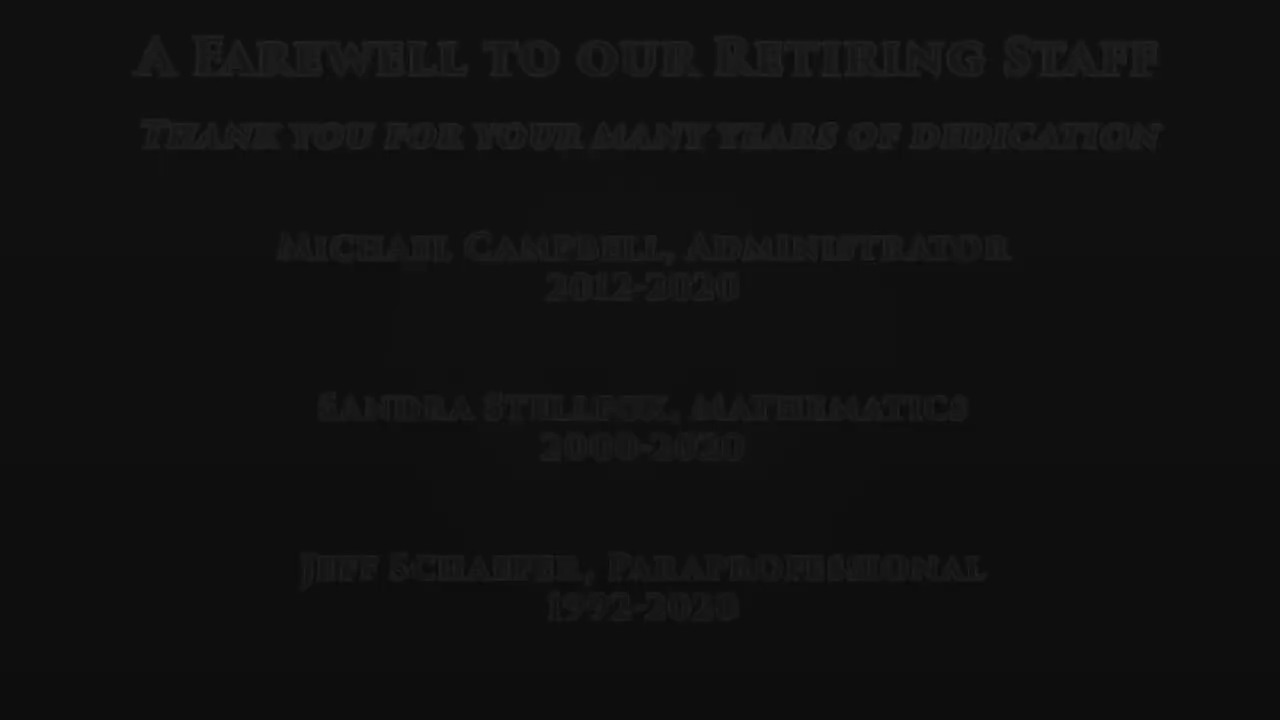 A Farewell to our Retiring Staff
Thank you for your many years of dedication
Michael Campbell, Administrator
2012-2020
Sandra, Mathematics
2000-2020
Jeff Schaefer, Paraprofessional
1992-2020